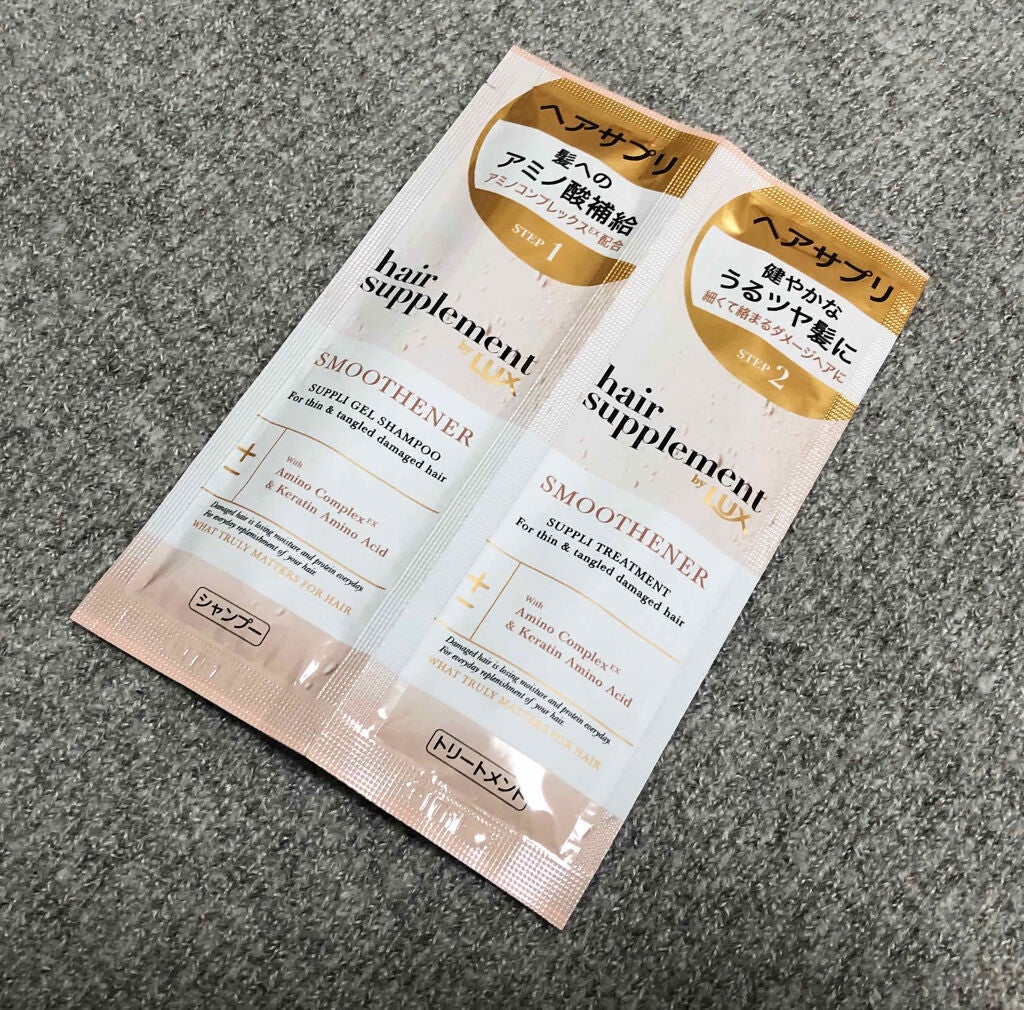 ヘアサプリ
髪への
アミノ酸補給
アミノコンプレックスEX配合
STEP 1
hair
supplement
by LUX
SMOOTHENER
SUPPLI GEL SHAMPOO
For thin & tangled damaged hair
+
−
With
Amino Complex EX
& Keratin Amino Acid
Damaged hair is losing moisture and protein everyday.
For everyday replenishment of your hair.
WHAT TRULY MATTERS FOR HAIR
シャンプー
ヘアサプリ
健やかな
うるツヤ髪に
細くて絡まるダメージヘアに
STEP 2
hair
supplement
by LUX
SMOOTHENER
SUPPLI TREATMENT
For thin & tangled damaged hair
+
−
With
Amino Complex EX
& Keratin Amino Acid
Damaged hair is losing moisture and protein everyday.
For everyday replenishment of your hair.
WHAT TRULY MATTERS FOR HAIR
トリートメント